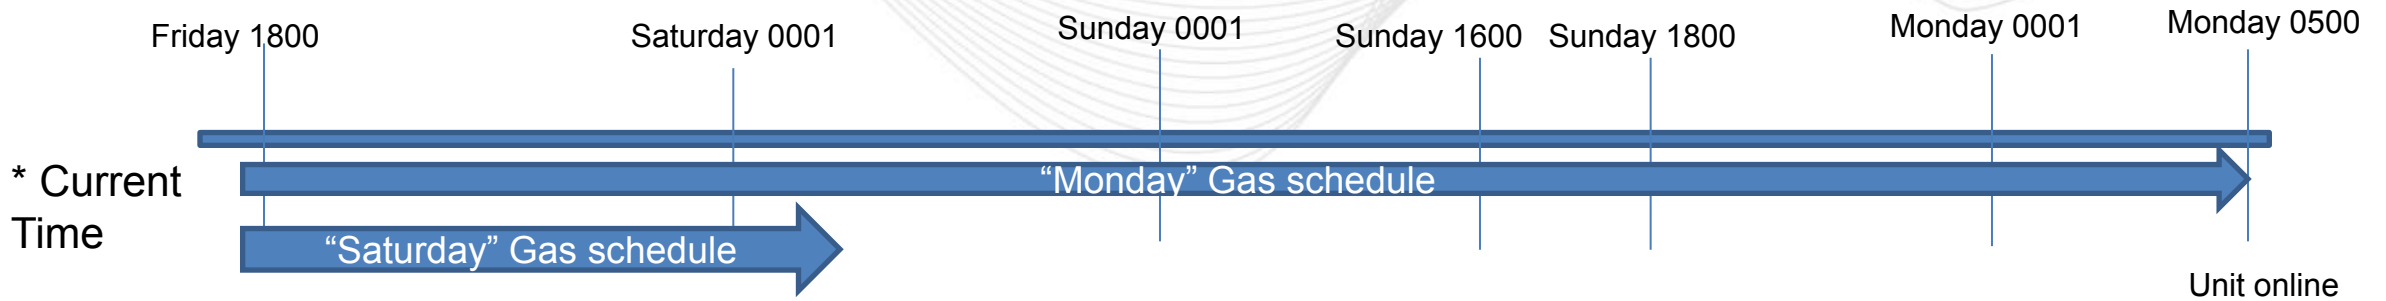 Friday 1800
Saturday 0001
Sunday 0001
Sunday 1600
Sunday 1800
Monday 0001
Monday 0500
* Current
Time
“Monday” Gas schedule
“Saturday” Gas schedule
Unit online